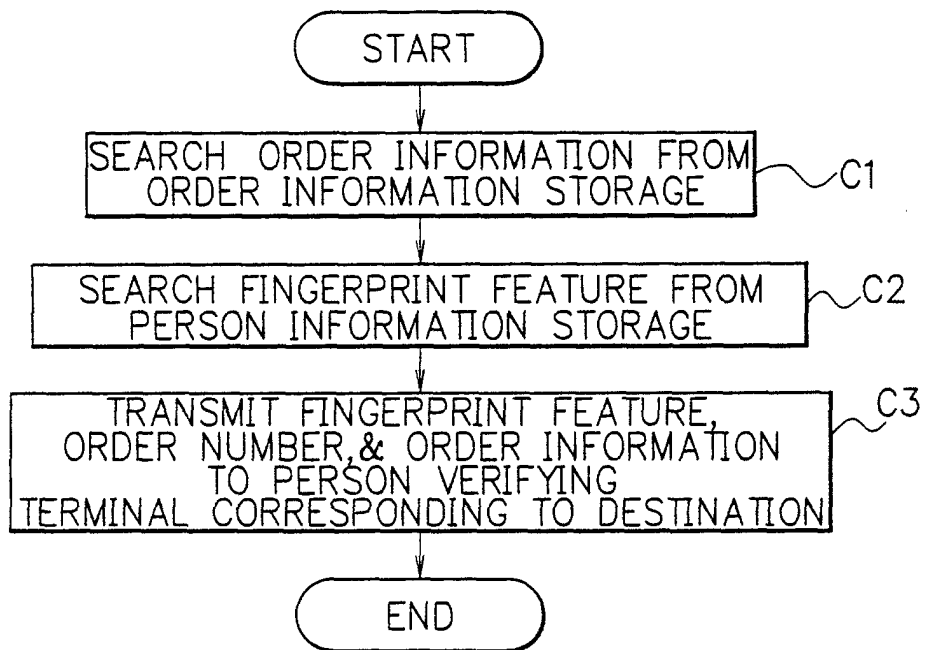 START
SEARCH ORDER INFORMATION FROM
ORDER INFORMATION STORAGE
C1
SEARCH FINGERPRINT FEATURE FROM
PERSON INFORMATION STORAGE
C2
TRANSMIT FINGERPRINT FEATURE,
ORDER NUMBER,& ORDER INFORMATION
TO PERSON VERIFYING
TERMINAL CORRESPONDING TO DESTINATION
C3
END